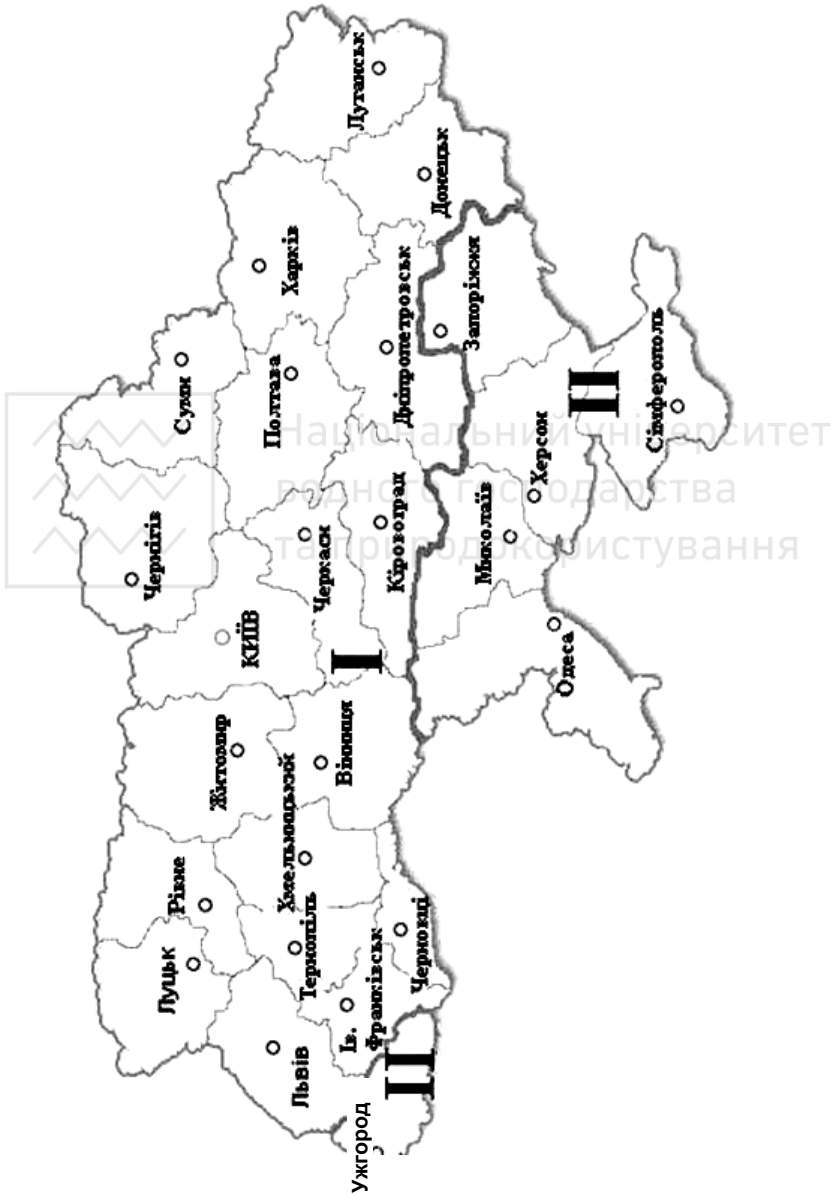 Луганськ
Донецьк
Харків
Суми
Полтава
Дніпропетровськ
Запоріжжя
Сімферополь
II
Херсон
Миколаїв
Кіровоград
Черкаси
Чернігів
КИЇВ
I
Одеса
Житомир
Вінниця
Хмельницький
Рівне
Луцьк
Тернопіль
Чернівці
Ів.
Франківськ
Львів
II
Ужгород
Національний університет
водного господарства
та природокористування